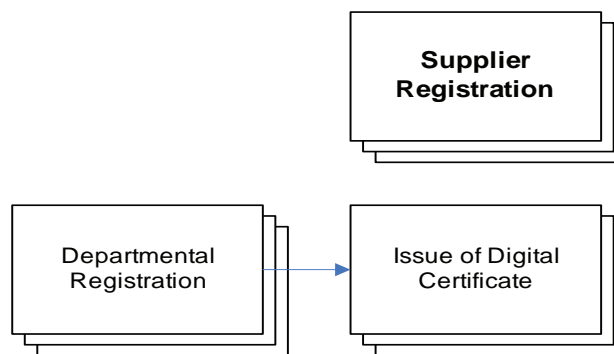 Supplier
Registration
Departmental
Registration
Issue of Digital
Certificate